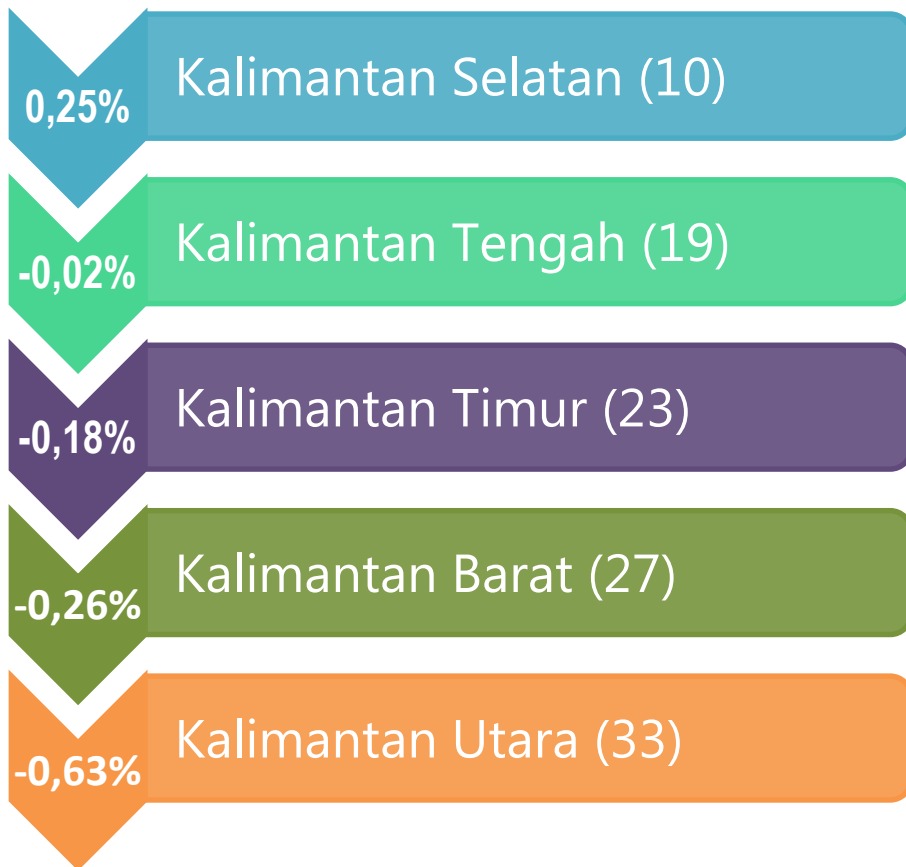 0,25%
Kalimantan Selatan (10)
-0,02%
Kalimantan Tengah (19)
-0,18%
Kalimantan Timur (23)
-0,26%
Kalimantan Barat (27)
-0,63%
Kalimantan Utara (33)